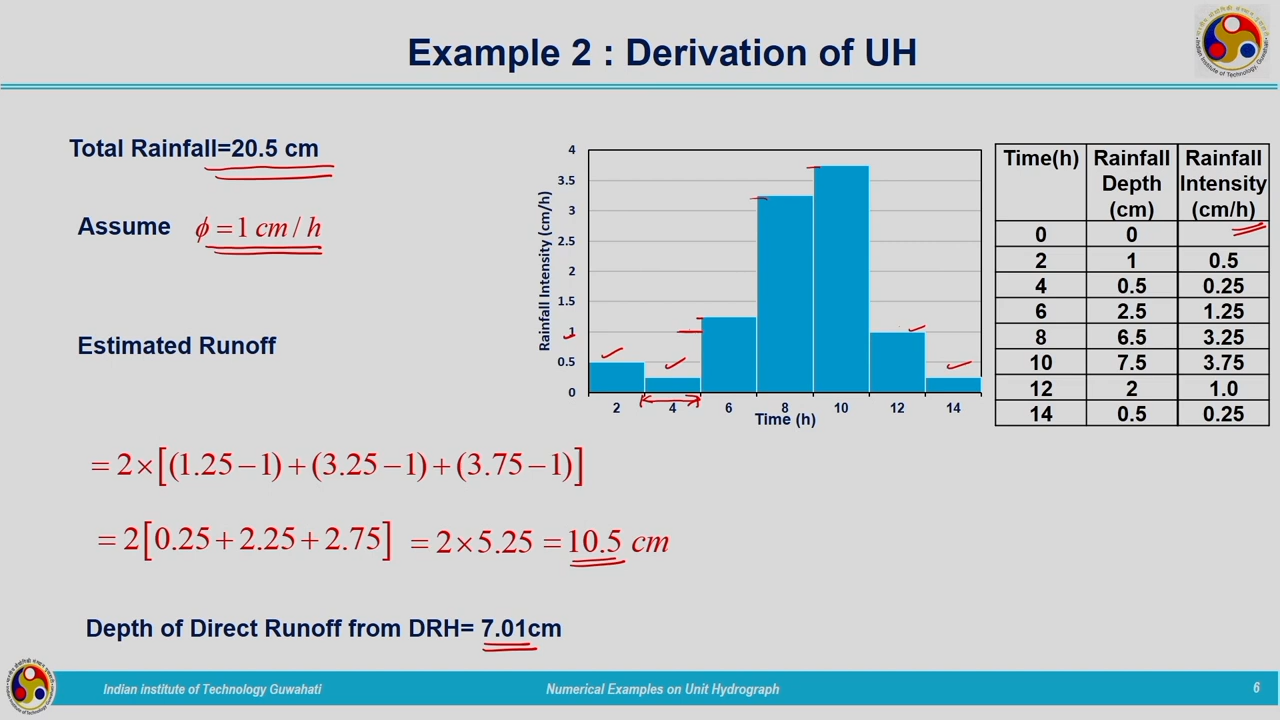 Example 2 : Derivation of UH
Total Rainfall=20.5 cm
Assume ϕ = 1 cm / h
Estimated Runoff
= 2×[(1.25−1)+(3.25−1)+(3.75−1)]
= 2[0.25+2.25+2.75] = 2×5.25 = 10.5 cm
Depth of Direct Runoff from DRH= 7.01cm
Rainfall Intensity (cm/h)
4
3.5
3
2.5
2
1.5
1
0.5
0
2 4 6 8 10 12 14
Time (h)
Time(h) Rainfall Depth (cm) Rainfall Intensity (cm/h)
0 0
2 1 0.5
4 0.5 0.25
6 2.5 1.25
8 6.5 3.25
10 7.5 3.75
12 2 1.0
14 0.5 0.25
Indian institute of Technology Guwahati
Numerical Examples on Unit Hydrograph
6